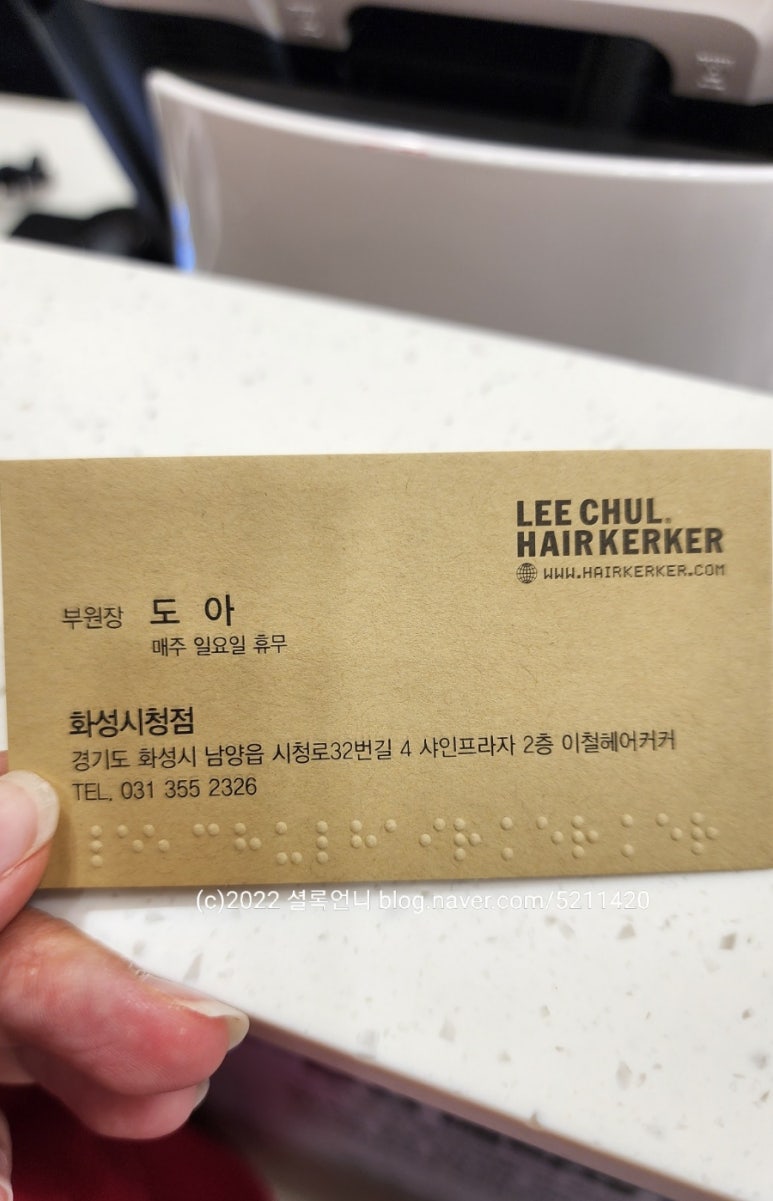 LEE CHUL.
HAIRKERKER
WWW.HAIRKERKER.COM
부원장 도 아
매주 일요일 휴무
화성시청점
경기도 화성시 남양읍 시청로32번길 4 샤인프라자 2층 이철헤어커커
TEL. 031 355 2326
(c)2022 셜록언니 blog.naver.com/5211420